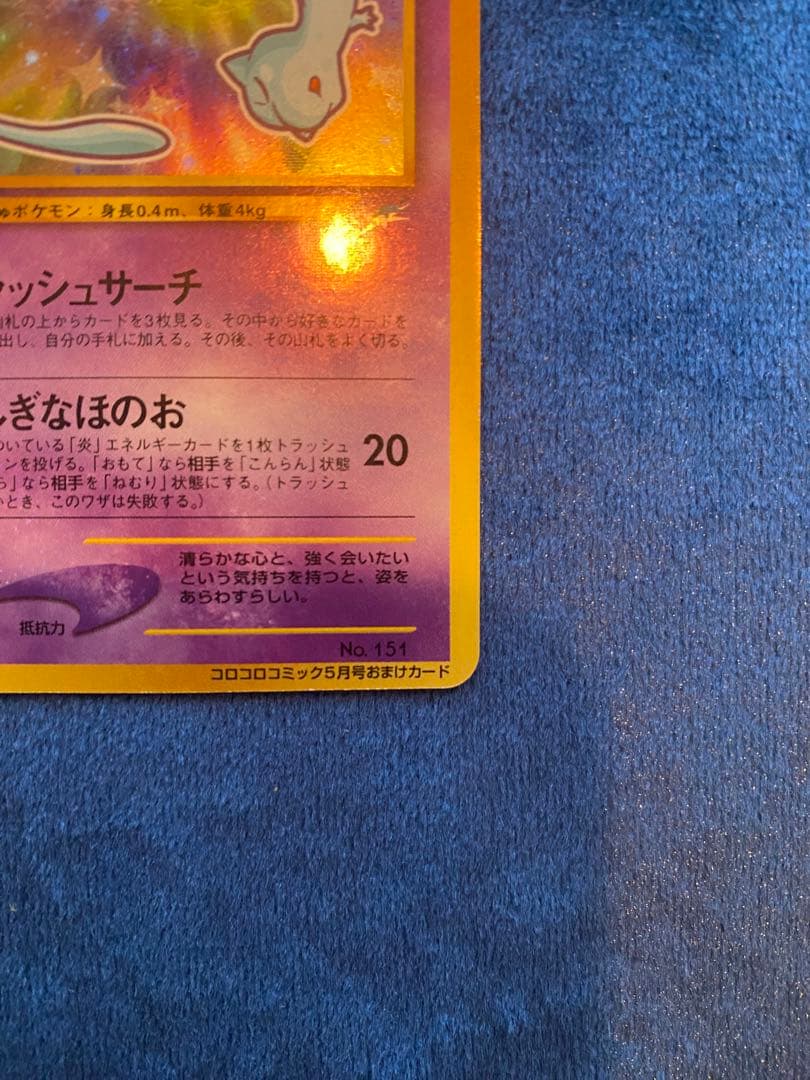 ゅポケモン：身長0.4m、体重4kg
ッシュサーチ
札の上からカードを3枚見る。その中から好きなカードを
出し、自分の手札に加える。その後、その山札をよく切る。
ぎなほのお
ついている「炎」エネルギーカードを1枚トラッシュ
ンを投げる。「おもて」なら相手を「こんらん」状態
20
ら」なら相手を「ねむり」状態にする。（トラッシュ
いとき、このワザは失敗する。）
清らかな心と、強く会いたい
という気持ちを持つと、姿を
あらわすらしい。
抵抗力
No. 151
コロコロコミック5月号おまけカード